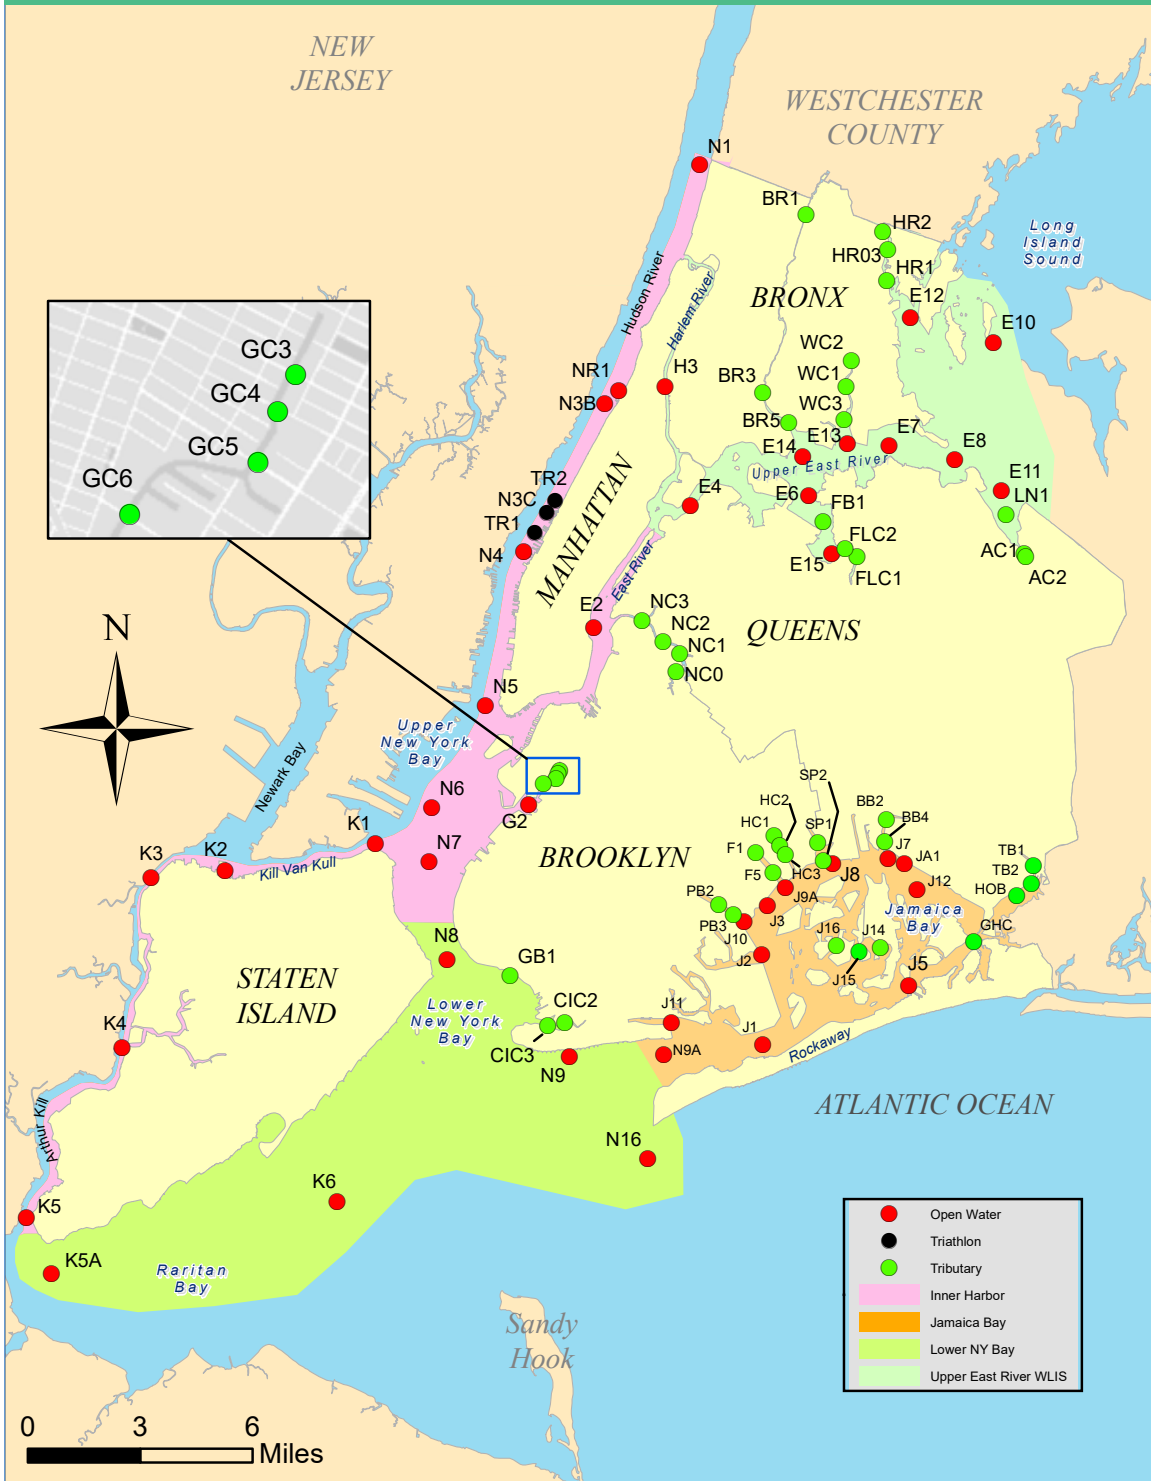 NEW
JERSEY
WESTCHESTER
COUNTY
N1
BR1
HR2
Long
Island
Sound
HR03
HR1
Hudson River
Harlem River
BRONX
E12
E10
GC3
GC4
GC5
GC6
WC2
NR1
H3
BR3
WC1
N3B
WC3
BR5
E13
E7
E14
E8
Upper East River
MANHATTAN
TR2
N3C
E4
E6
E11
LN1
TR1
FB1
N4
FLC2
E15
FLC1
AC1
AC2
East River
E2
NC3
N
NC2
QUEENS
NC1
NC0
N5
Upper
New York
Bay
Newark Bay
SP2
N6
HC2
BB2
HC1
SP1
BB4
G2
K1
N7
F1
J7
JA1
TB1
K3
K2
BROOKLYN
Kill Van Kull
F5
HC3
J8
TB2
J9A
J12
HOB
PB2
J3
Jamaica
Bay
PB3
J10
J16
J14
GHC
N8
J2
GB1
J15
J5
STATEN
ISLAND
Lower
New York
Bay
CIC2
J11
K4
J1
CIC3
N9
N9A
Rockaway
Arthur Kill
ATLANTIC OCEAN
N16
K6
K5
K5A
Raritan
Bay
Open Water
Triathlon
Tributary
Inner Harbor
Jamaica Bay
Lower NY Bay
Upper East River WLIS
Sandy
Hook
0 3 6
Miles